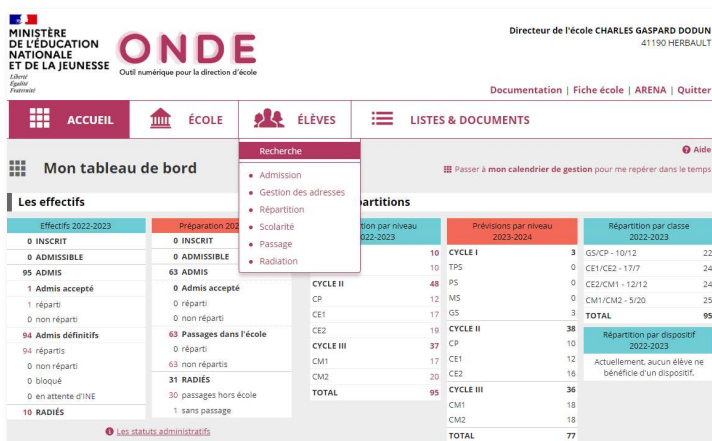 MINISTÈRE
DE L'ÉDUCATION
NATIONALE
ET DE LA JEUNESSE
Liberté
Égalité
Fraternité
ONDE
Outil numérique pour la direction d'école
Directeur de l'école CHARLES GASPARD DODUN
41190 HERBAULT
Documentation | Fiche école | ARENA | Quitter
ACCUEIL
ÉCOLE
ÉLÈVES
LISTES & DOCUMENTS
Recherche
• Admission
• Gestion des adresses
• Répartition
• Scolarité
• Passage
• Radiation
Aide
Mon tableau de bord
Passer à mon calendrier de gestion pour me repérer dans le temps
Les effectifs
partitions
Effectifs 2022-2023
0 INSCRIT
0 ADMISSIBLE
95 ADMIS
1 Admis accepté
1 réparti
0 non réparti
94 Admis définitifs
94 répartis
0 non réparti
0 bloqué
0 en attente d'INE
10 RADIÉS
Préparation 202
0 INSCRIT
0 ADMISSIBLE
63 ADMIS
0 Admis accepté
0 réparti
0 non réparti
63 Passages dans l'école
0 réparti
63 non répartis
31 RADIÉS
30 passages hors école
1 sans passage
tion par niveau
022-2023
10
10
CYCLE II 48
CP 12
CE1 17
CE2 19
CYCLE III 37
CM1 17
CM2 20
TOTAL 95
Prévisions par niveau
2023-2024
CYCLE I 3
TPS 0
PS 0
MS 0
GS 3
CYCLE II 38
CP 10
CE1 12
CE2 16
CYCLE III 36
CM1 18
CM2 18
TOTAL 77
Répartition par classe
2022-2023
GS/CP - 10/12 22
CE1/CE2 - 17/7 24
CE2/CM1 - 12/12 24
CM1/CM2 - 5/20 25
TOTAL 95
Répartition par dispositif
2022-2023
Actuellement, aucun élève ne
bénéficie d'un dispositif.
Les statuts administratifs